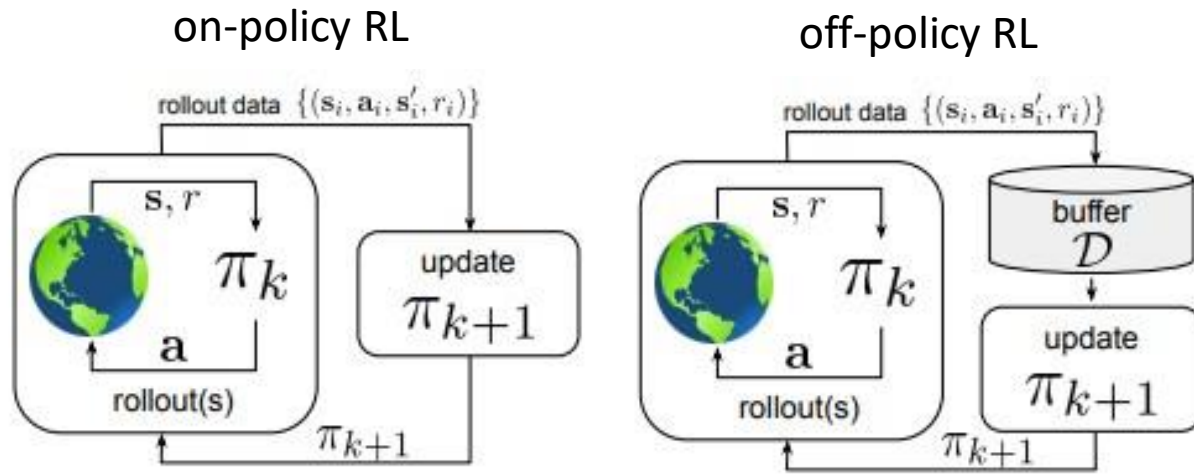 on-policy RL
rollout data {(s_i, a_i, s'_i, r_i)}
s, r
π_k
a
rollout(s)
update
π_{k+1}
π_{k+1}
off-policy RL
rollout data {(s_i, a_i, s'_i, r_i)}
s, r
π_k
a
rollout(s)
buffer
D
update
π_{k+1}
π_{k+1}